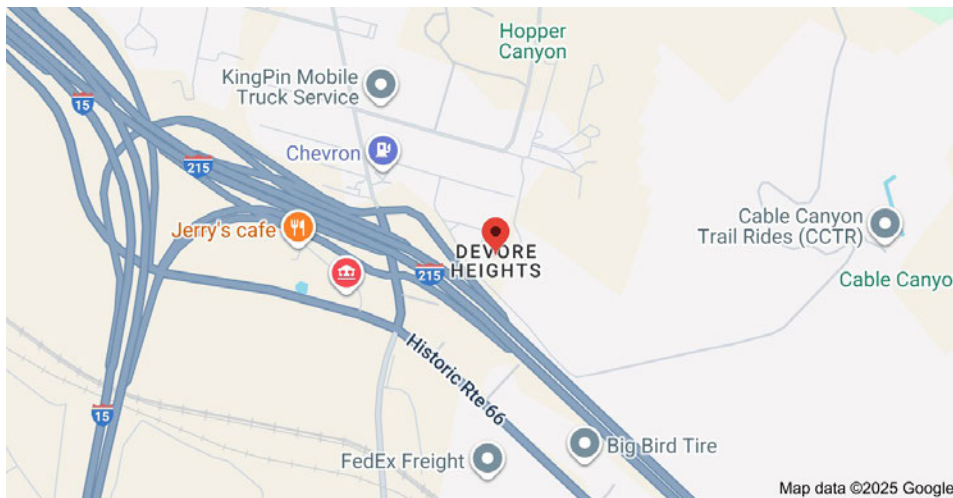 Hopper
Canyon
KingPin Mobile
Truck Service
15
Chevron
215
Jerry's cafe
Cable Canyon
Trail Rides (CCTR)
DEVORE
HEIGHTS
215
Cable Canyo
Historic Rte 66
15
Big Bird Tire
FedEx Freight
Map data ©2025 Google